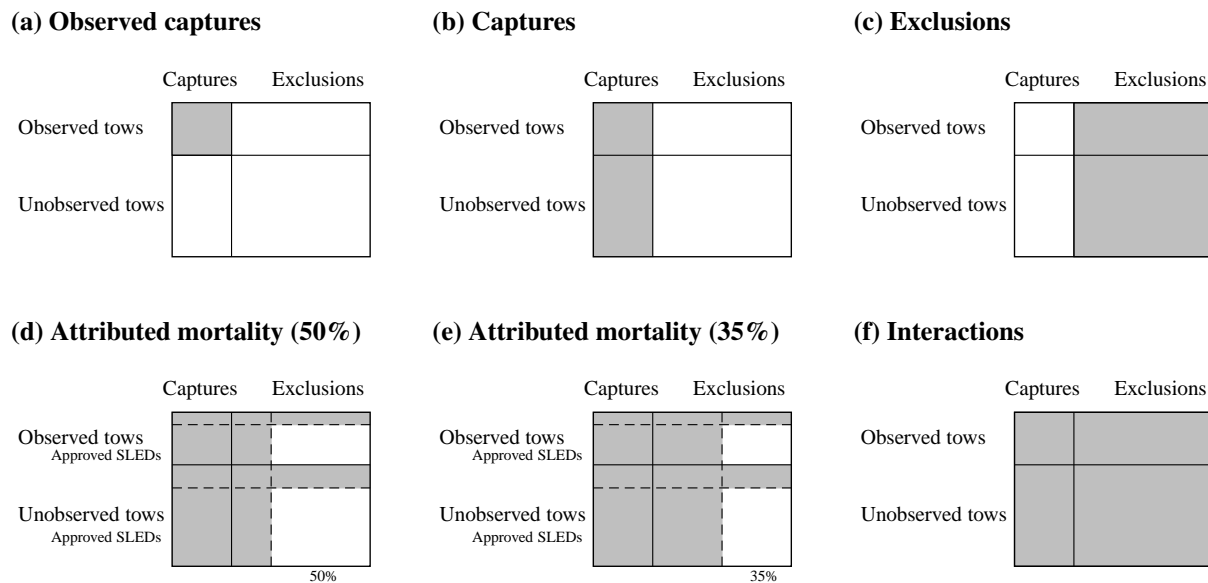 (a) Observed captures
Captures Exclusions
Observed tows
Unobserved tows
(b) Captures
Captures Exclusions
Observed tows
Unobserved tows
(c) Exclusions
Captures Exclusions
Observed tows
Unobserved tows
(d) Attributed mortality (50%)
Captures Exclusions
Observed tows
Approved SLEDs
Unobserved tows
Approved SLEDs
50%
(e) Attributed mortality (35%)
Captures Exclusions
Observed tows
Approved SLEDs
Unobserved tows
Approved SLEDs
35%
(f) Interactions
Captures Exclusions
Observed tows
Unobserved tows